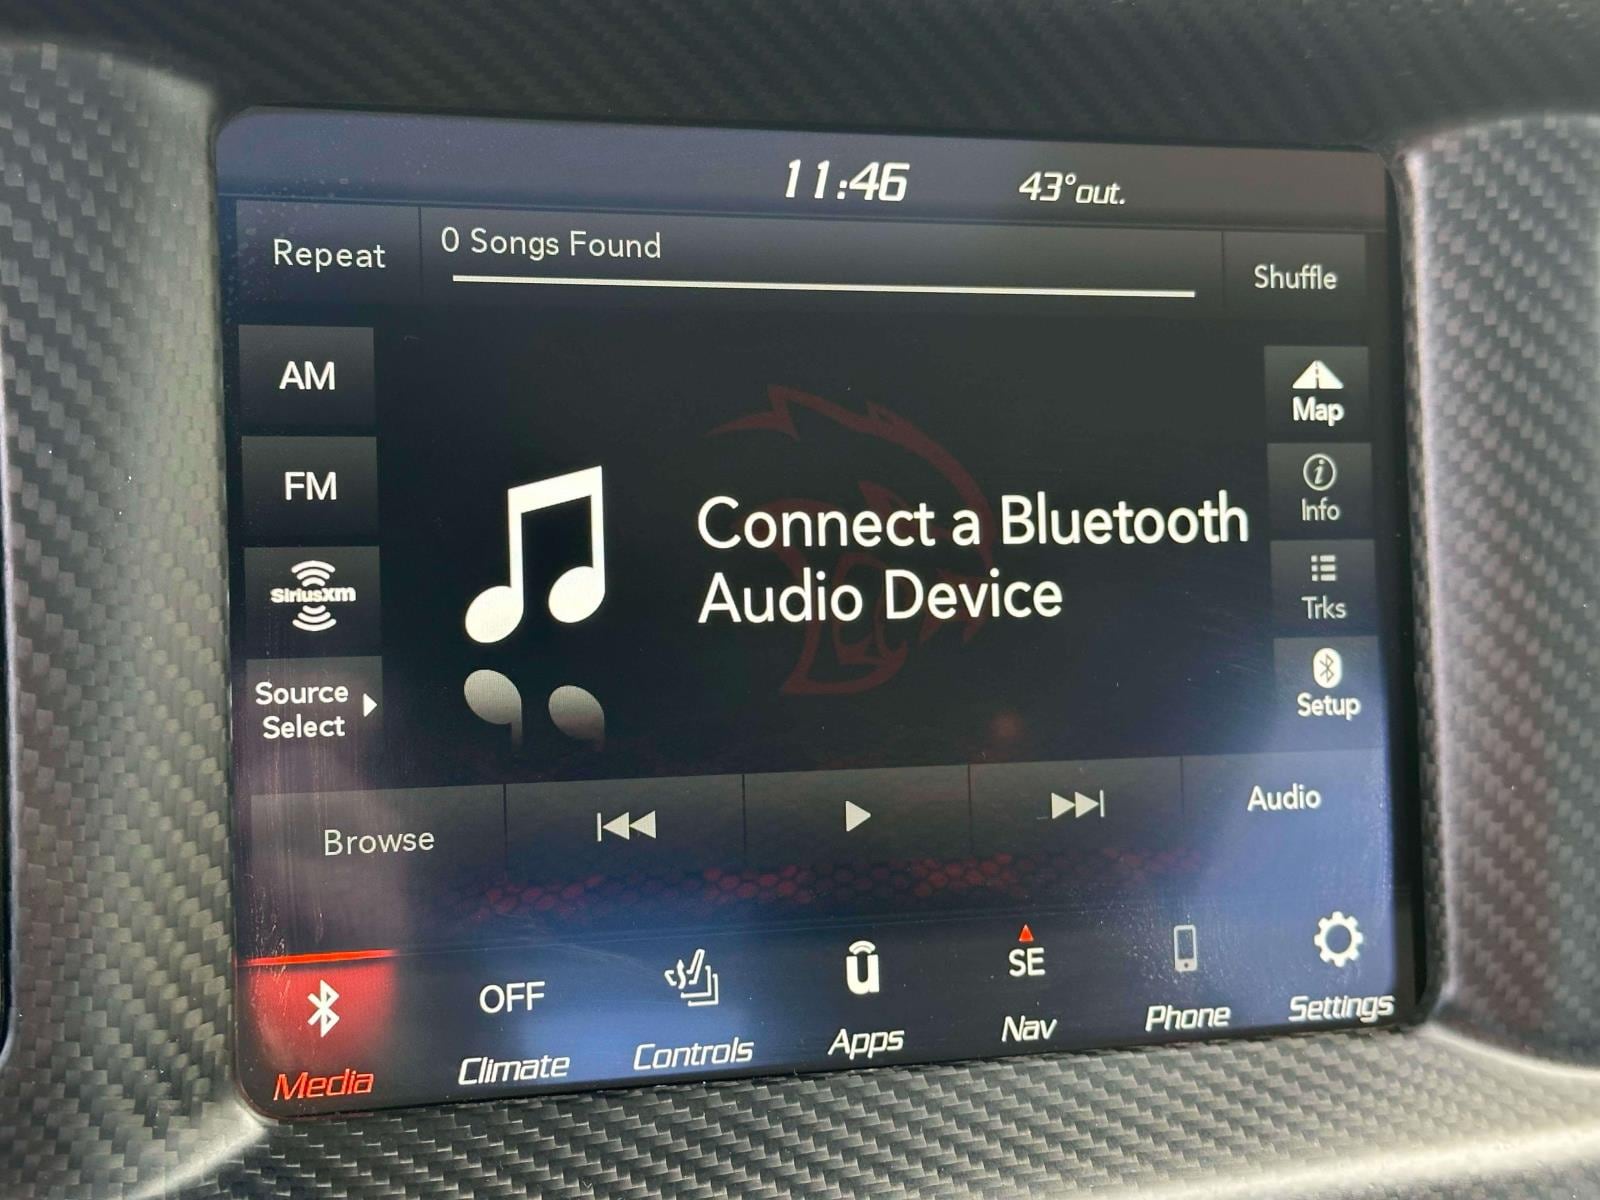 11:46 43°out.
Repeat
0 Songs Found
Shuffle
AM
FM
SiriusXM
Source
Select
Connect a Bluetooth
Audio Device
Map
Info
Trks
Setup
Browse
Audio
Media
OFF
Climate
Controls
u
Apps
SE
Nav
Phone
Settings